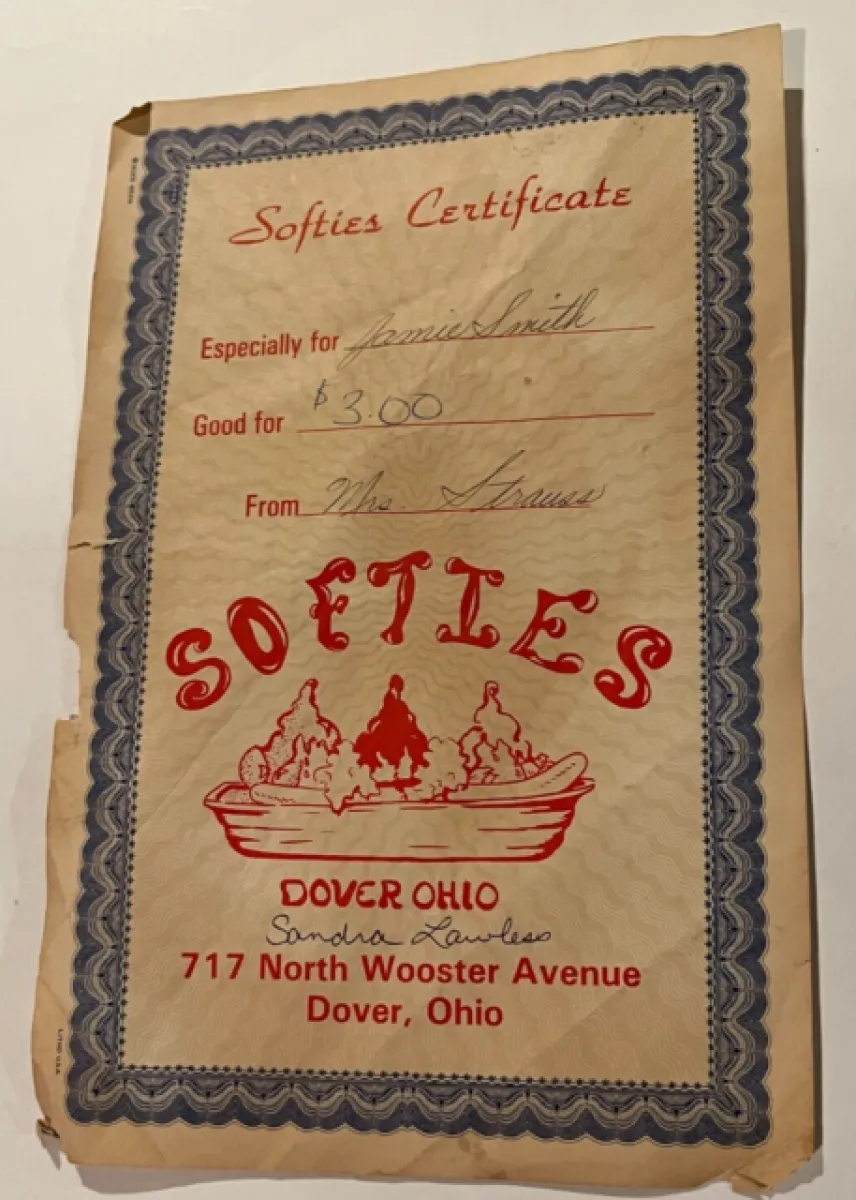 Softies Certificate
Especially for Jamie Smith
Good for $3.00
From Mrs. Strauss
SOFTIES
DOVER OHIO
Sandra Lawless
717 North Wooster Avenue
Dover, Ohio
LITHO U.S.A.